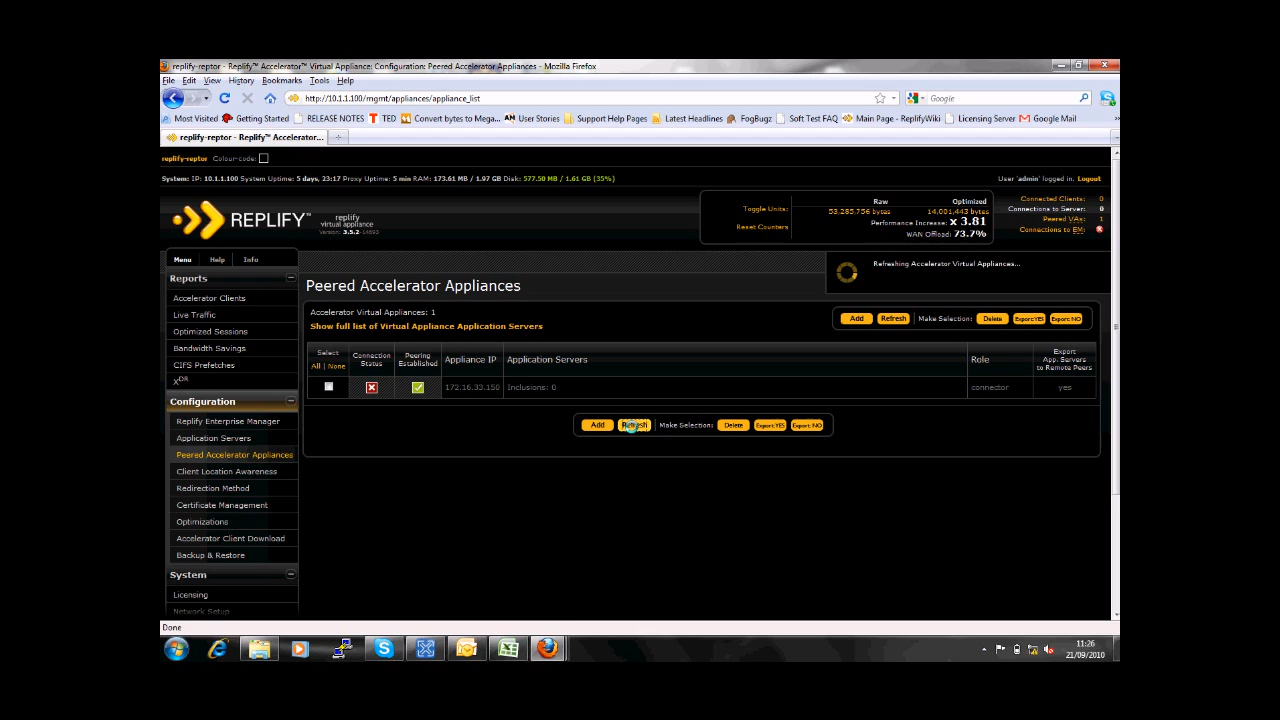 replify-reptor - Replify™ Accelerator™ Virtual Appliance: Configuration: Peered Accelerator Appliances - Mozilla Firefox
File Edit View History Bookmarks Tools Help
http://10.1.1.100/mgmt/appliances/appliance_list
Google
Most Visited Getting Started RELEASE NOTES TED Convert bytes to Mega... User Stories Support Help Pages Latest Headlines FogBugz Soft Test FAQ Main Page - ReplifyWiki Licensing Server Google Mail
replify-reptor - Replify™ Accelerator...
replify-reptor Colour-code:
System: IP: 10.1.1.100 System Uptime: 5 days, 23:17 Proxy Uptime: 5 min RAM: 173.61 MB / 1.97 GB Disk: 577.50 MB / 1.61 GB (35%)
User 'admin' logged in. Logout
REPLIFY™
replify
virtual appliance
Version: 3.5.2-14693
Raw Optimized
Toggle Units: 53,285,756 bytes 14,001,443 bytes
Reset Counters
Performance Increase: x 3.81
WAN Offload: 73.7%
Connected Clients: 0
Connections to Server: 0
Peered VAs: 1
Connections to EM:
Menu Help Info
Refreshing Accelerator Virtual Appliances...
Reports
Accelerator Clients
Live Traffic
Optimized Sessions
Bandwidth Savings
CIFS Prefetches
XDR
Configuration
Replify Enterprise Manager
Application Servers
Peered Accelerator Appliances
Client Location Awareness
Redirection Method
Certificate Management
Optimizations
Accelerator Client Download
Backup & Restore
System
Licensing
Network Setup
Peered Accelerator Appliances
Accelerator Virtual Appliances: 1
Show full list of Virtual Appliance Application Servers
Add Refresh Make Selection: Delete Export:YES Export: NO
Select
All | None
Connection
Status
Peering
Established
Appliance IP
Application Servers
Role
Export
App. Servers
to Remote Peers
172.16.33.150 Inclusions: 0 connector yes
Add Refresh Make Selection: Delete Export:YES Export: NO
Done
11:26
21/09/2010